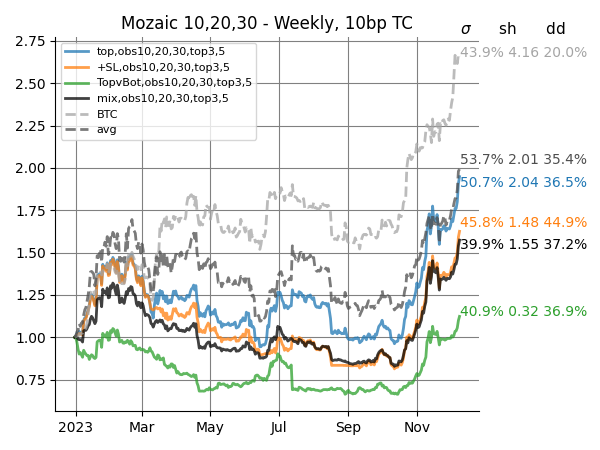 Mozaic 10,20,30 - Weekly, 10bp TC
σ sh dd
top,obs10,20,30,top3,5
+SL,obs10,20,30,top3,5
TopvBot,obs10,20,30,top3,5
mix,obs10,20,30,top3,5
BTC
avg
43.9% 4.16 20.0%
53.7% 2.01 35.4%
50.7% 2.04 36.5%
45.8% 1.48 44.9%
39.9% 1.55 37.2%
40.9% 0.32 36.9%
2.75
2.50
2.25
2.00
1.75
1.50
1.25
1.00
0.75
2023 Mar May Jul Sep Nov